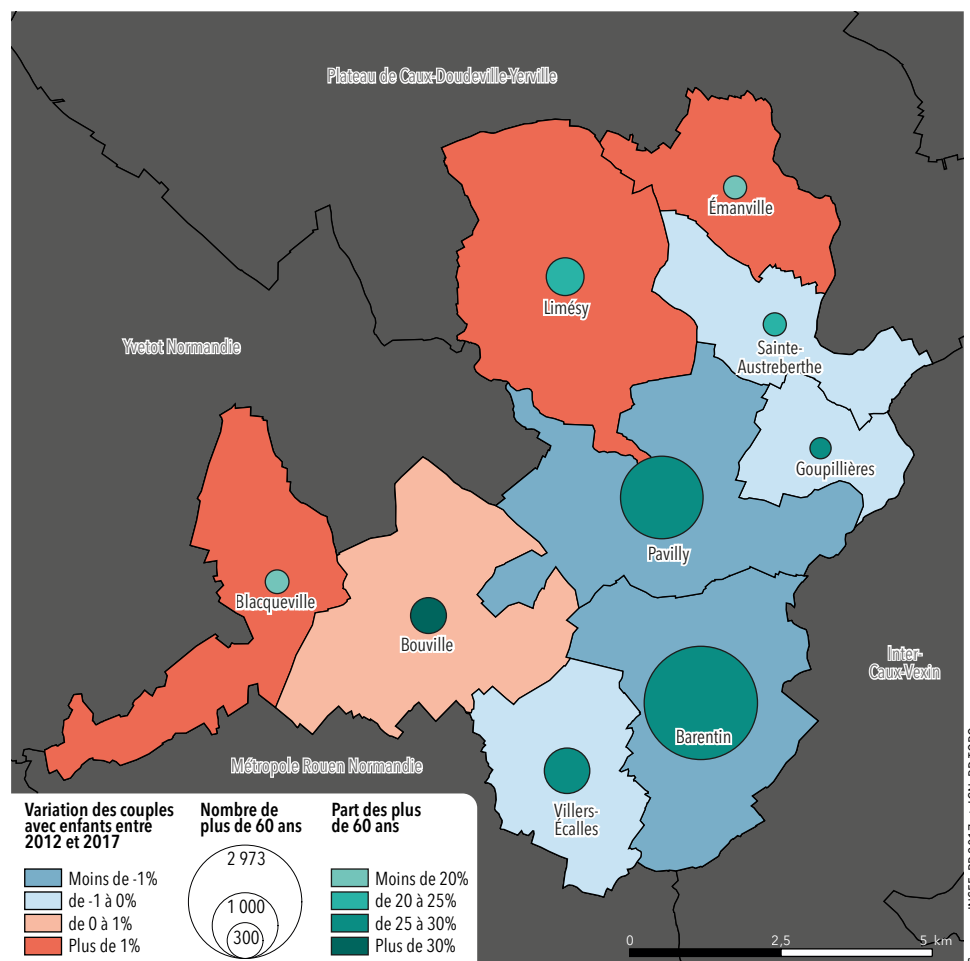 Plateau de Caux-Doudeville-Yerville
Émanville
Limésy
Yvetot Normandie
Sainte-
Austreberthe
Goupillières
Pavilly
Blacqueville
Bouville
Inter-
Caux-Vexin
Barentin
Métropole Rouen Normandie
Villers-
Écalles
Variation des couples
avec enfants entre
2012 et 2017
Moins de -1%
de -1 à 0%
de 0 à 1%
Plus de 1%
Nombre de
plus de 60 ans
2 973
1 000
300
Part des plus
de 60 ans
Moins de 20%
de 20 à 25%
de 25 à 30%
Plus de 30%
0 2,5 5 km